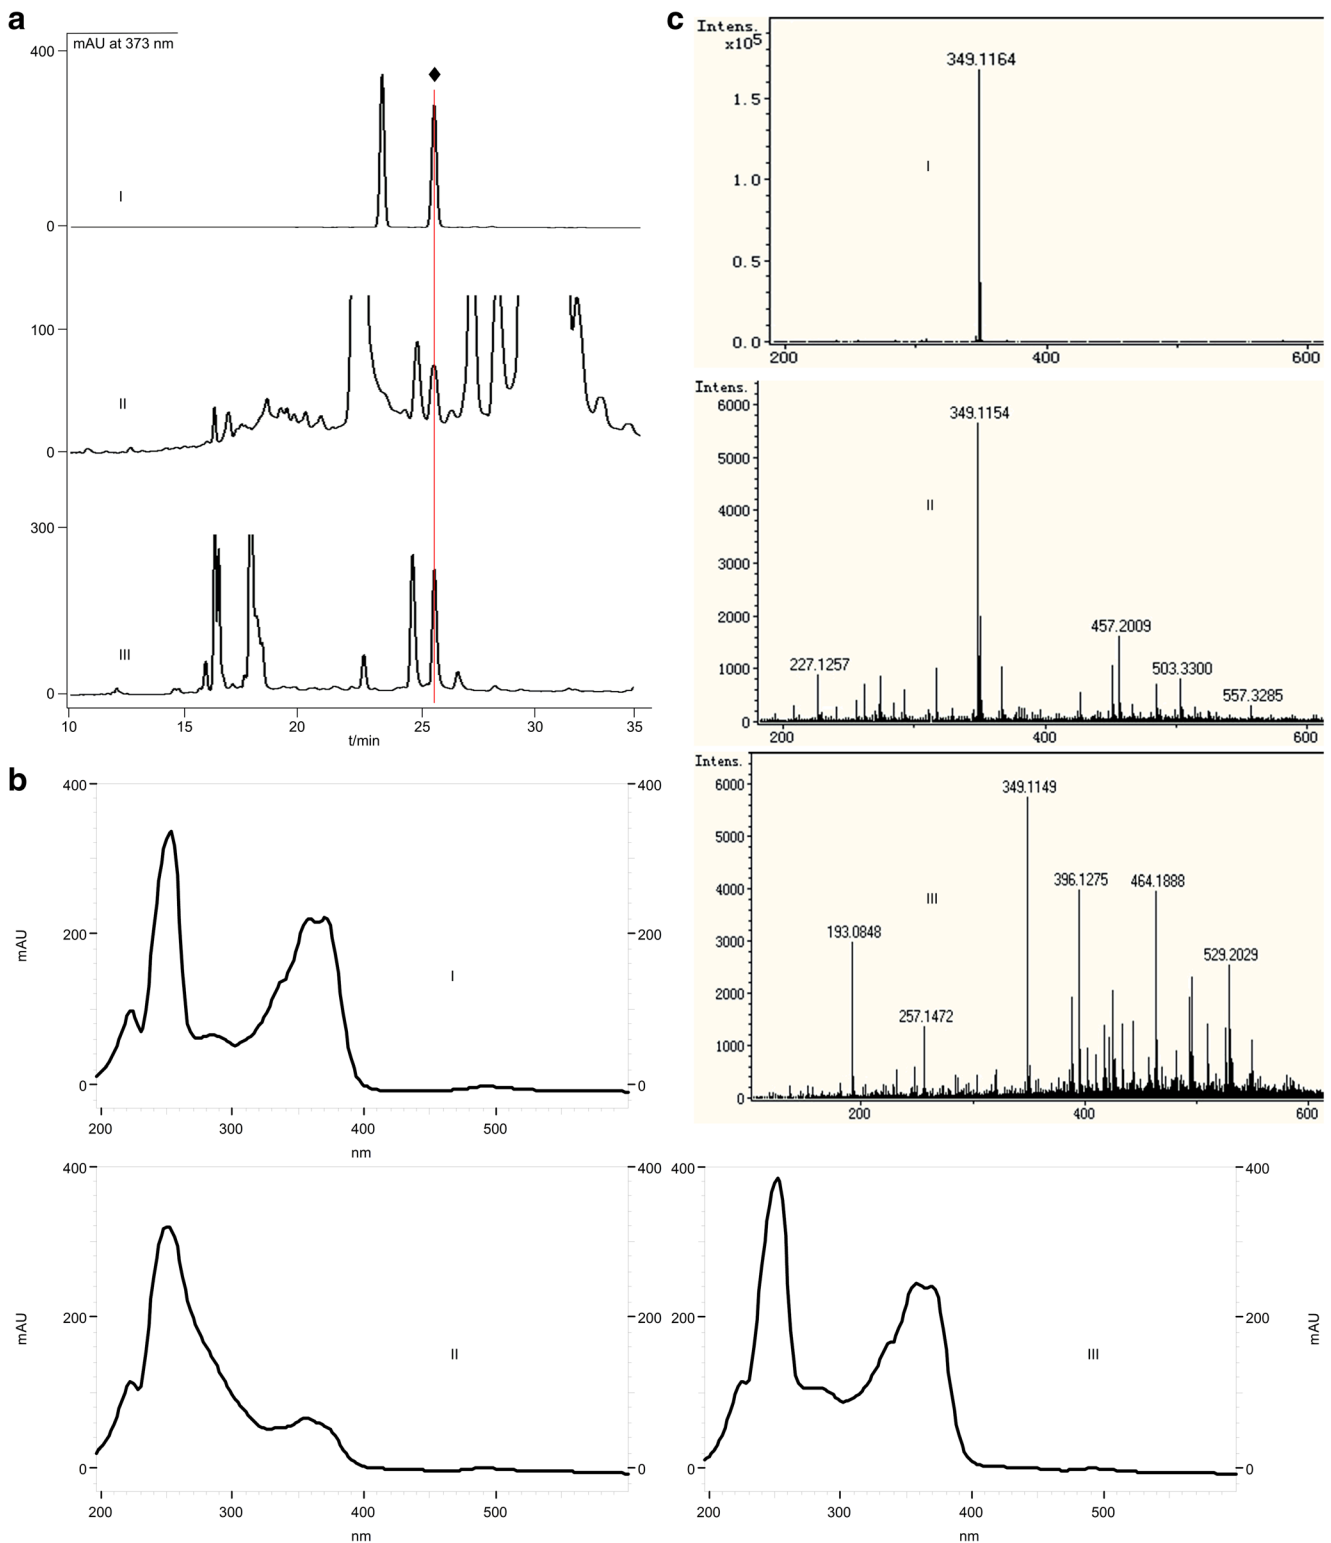 a
mAU at 373 nm
400
0
I
100
0
II
300
0
III
10 15 20 25 30 35
t/min
b
400 400
200 200
0 0
mAU
I
200 300 400 500
nm
400 400
200 200
0 0
mAU
II
200 300 400 500
nm
c
Intens.
x10^5
349.1164
1.5
1.0
0.5
0.0
I
200 400 600
Intens.
6000
5000
4000
3000
2000
1000
0
349.1154
II
457.2009
227.1257
503.3300
557.3285
200 400 600
Intens.
6000
5000
4000
3000
2000
1000
0
349.1149
396.1275 464.1888
III
193.0848
529.2029
257.1472
200 400 600
400 400
200 200
0 0
mAU
III
200 300 400 500
nm